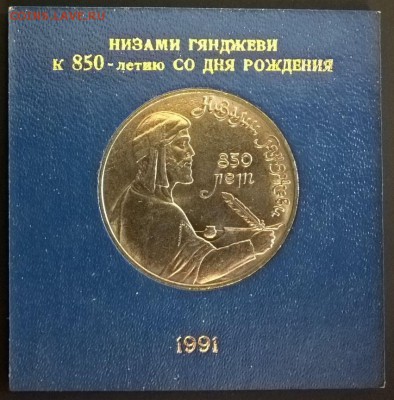 НИЗАМИ ГЯНДЖЕВИ
К 850-летию СО ДНЯ РОЖДЕНИЯ
850
лет
1991